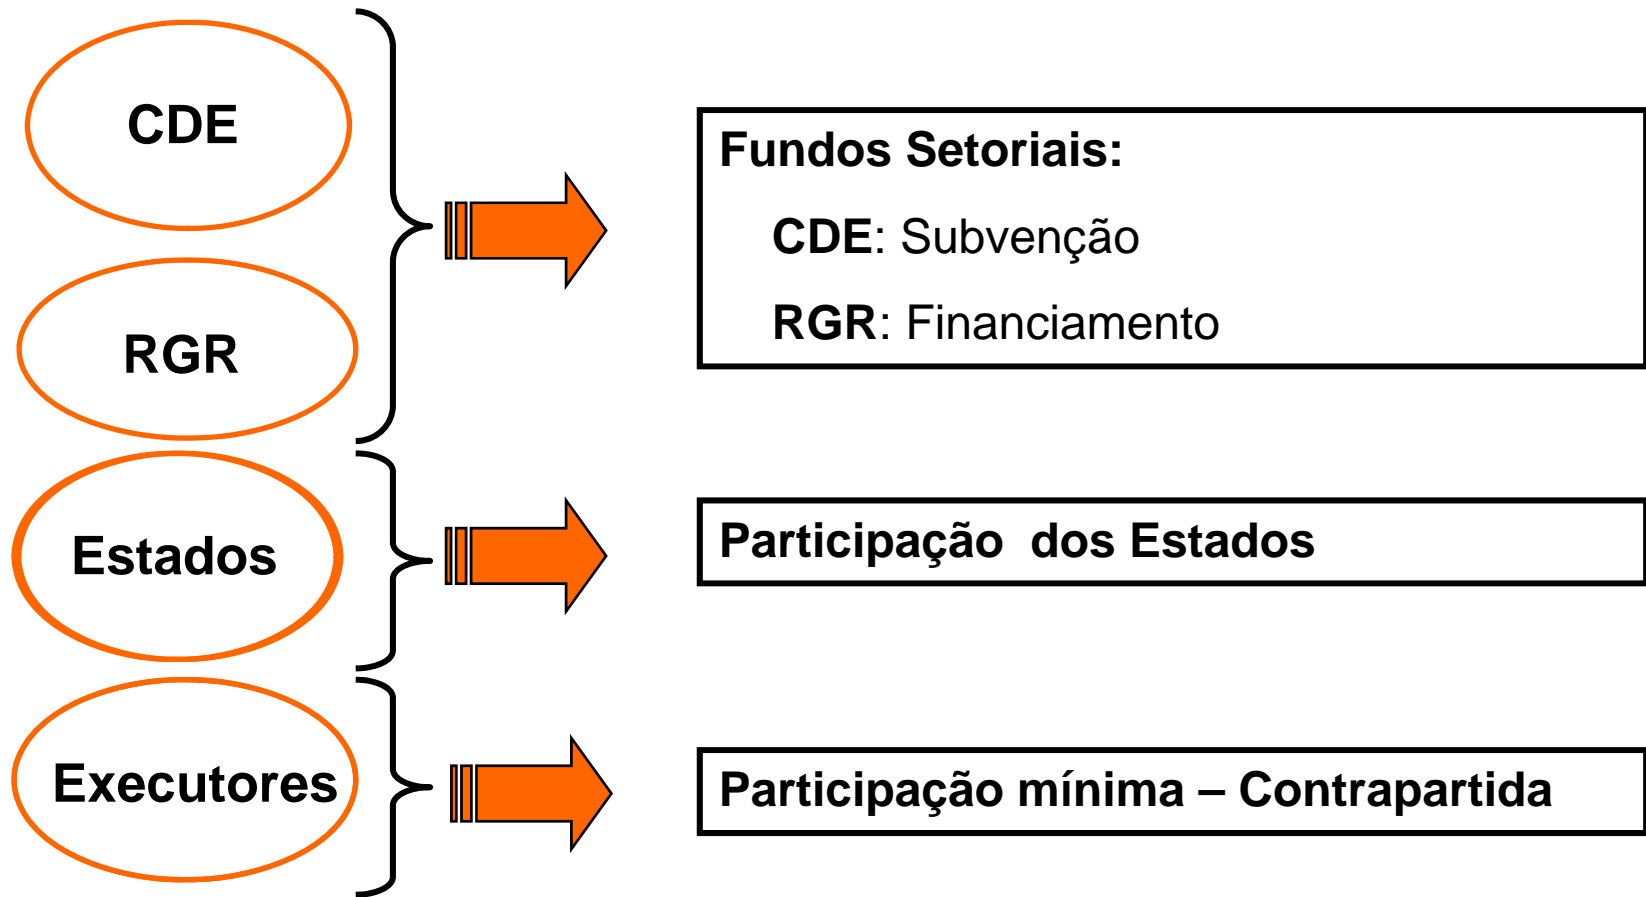 CDE
RGR
Fundos Setoriais:
CDE: Subvenção
RGR: Financiamento
Estados
Participação dos Estados
Executores
Participação mínima – Contrapartida